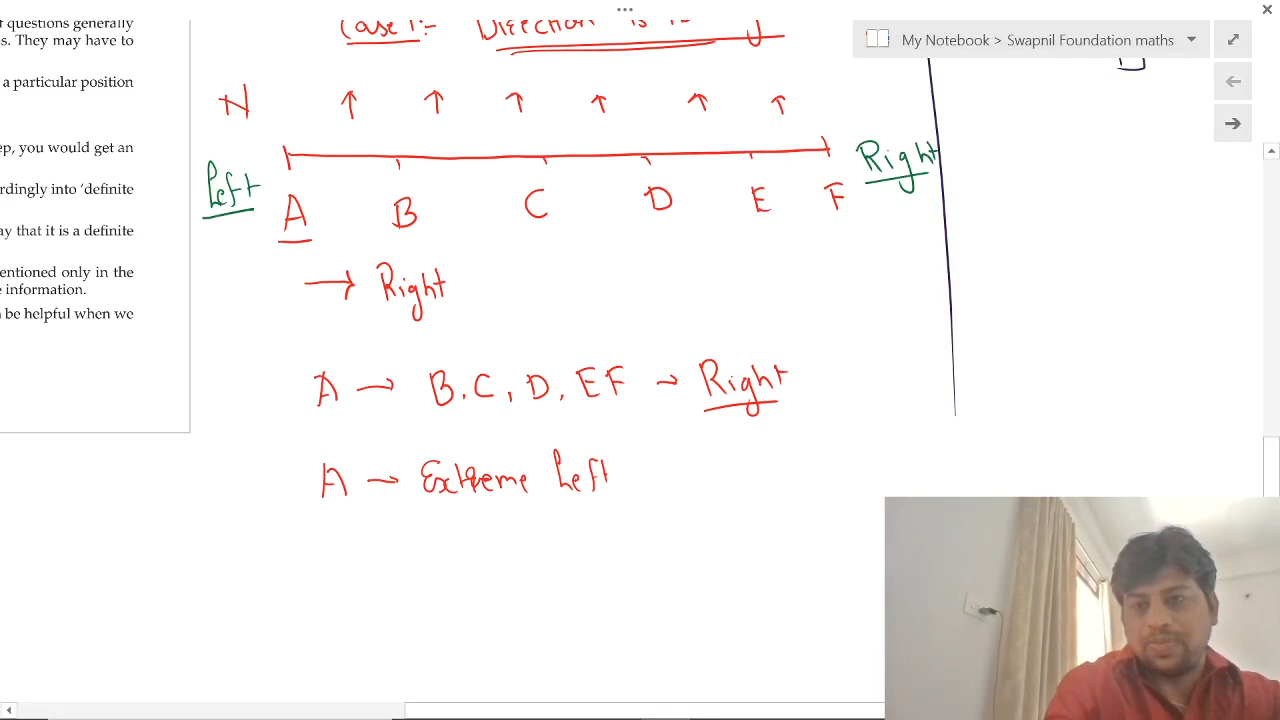 f questions generally
s. They may have to
a particular position
ep, you would get an
rdingly into 'definite
ay that it is a definite
entioned only in the
e information.
n be helpful when we
Case 1:- Direction is
My Notebook > Swapnil Foundation maths
N
Left
Right
A B C D E F
→ Right
A → B, C, D, E F → Right
A → Extreme Left